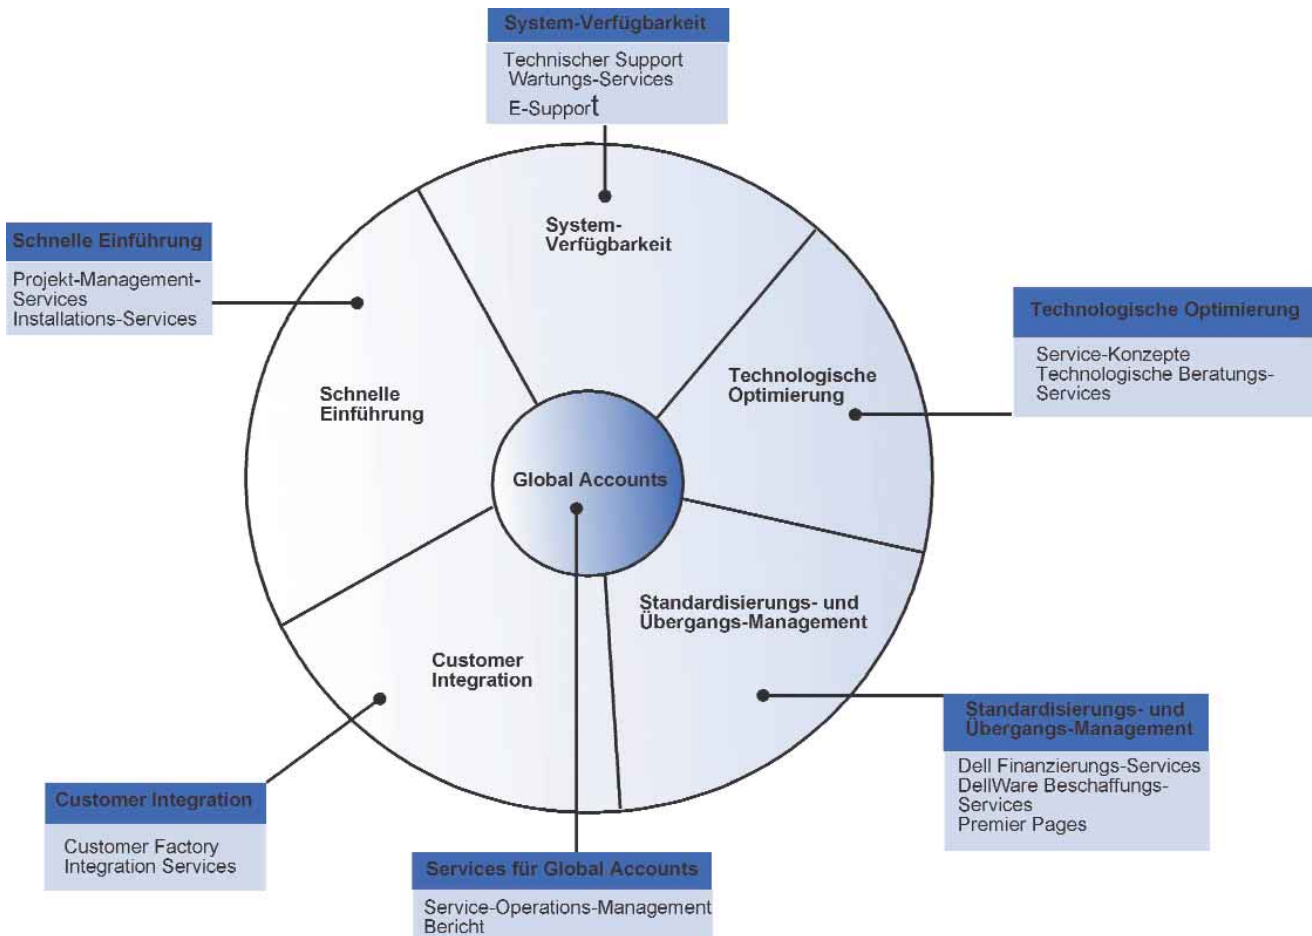 System-Verfügbarkeit
Technischer Support
Wartungs-Services
E-Support
System-
Verfügbarkeit
Schnelle Einführung
Projekt-Management-
Services
Installations-Services
Technologische Optimierung
Service-Konzepte
Technologische Beratungs-
Services
Technologische
Optimierung
Schnelle
Einführung
Global Accounts
Standardisierungs- und
Übergangs-Management
Customer
Integration
Standardisierungs- und
Übergangs-Management
Dell Finanzierungs-Services
DellWare Beschaffungs-
Services
Premier Pages
Customer Integration
Customer Factory
Integration Services
Services für Global Accounts
Service-Operations-Management
Bericht